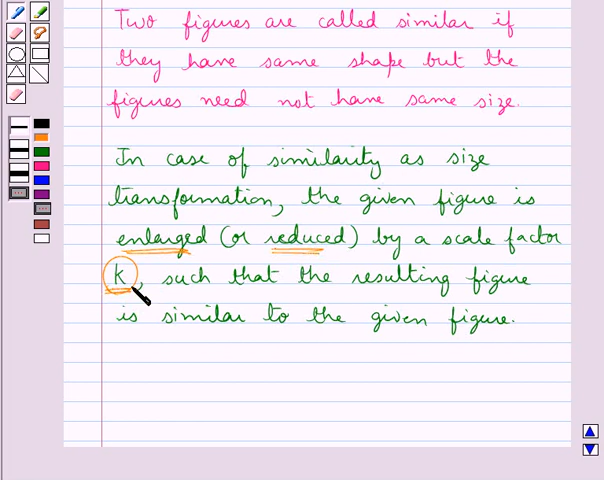 Two figures are called similar if
they have same shape but the
figures need not have same size.
In case of similarity as size
transformation, the given figure is
enlarged (or reduced) by a scale factor
k, such that the resulting figure
is similar to the given figure.